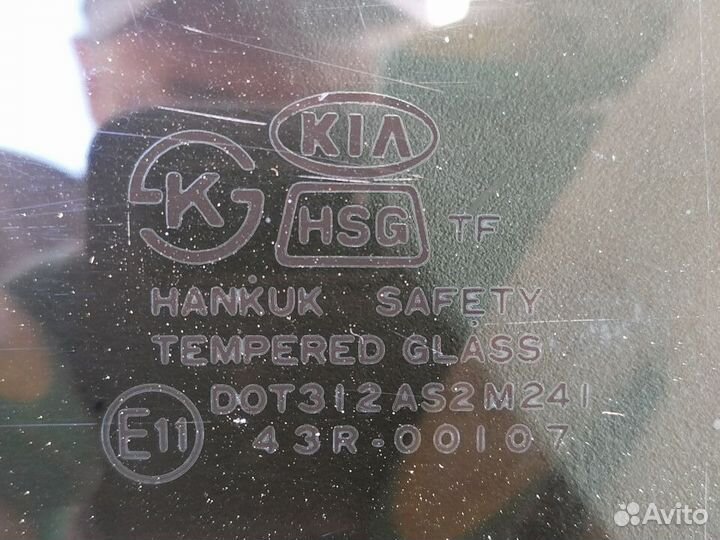 KIA
K
HSG TF
HANKUK SAFETY
TEMPERED GLASS
DOT312AS2M241
E11 43R-00107
Avito